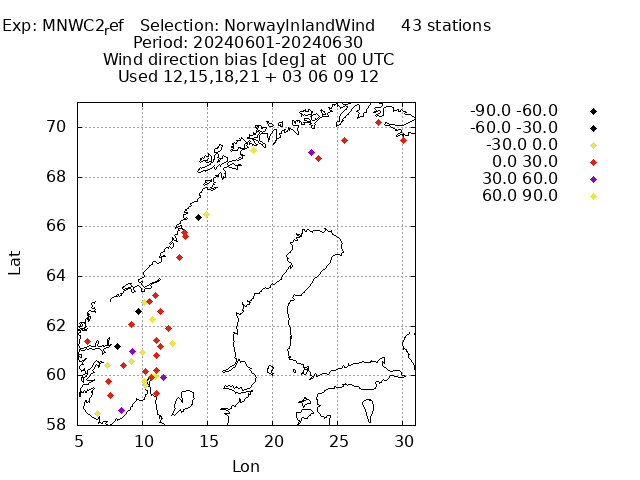 Exp: MNWC2ref   Selection: NorwayInlandWind     43 stations
Period: 20240601-20240630
Wind direction bias [deg] at  00 UTC
Used 12,15,18,21 + 03 06 09 12
-90.0 -60.0
-60.0 -30.0
-30.0 0.0
0.0 30.0
30.0 60.0
60.0 90.0
70
68
66
64
62
60
58
Lat
5 10 15 20 25 30
Lon